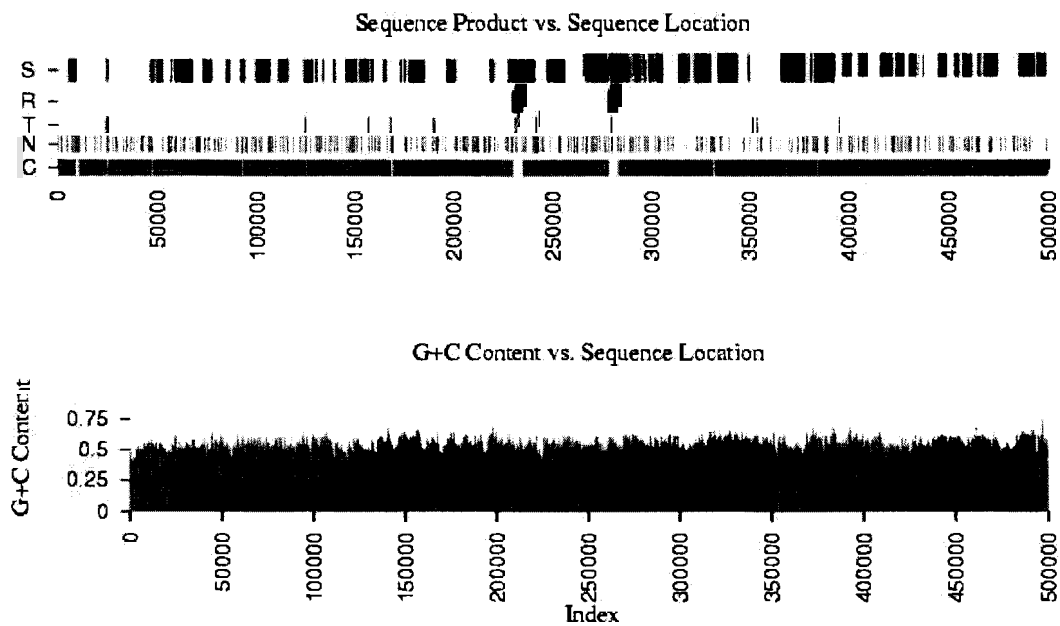 Sequence Product vs. Sequence Location
S
R
T
N
C
0 50000 100000 150000 200000 250000 300000 350000 400000 450000 500000
G+C Content vs. Sequence Location
G+C Content
0.75
0.5
0.25
0
0 50000 100000 150000 200000 250000 300000 350000 400000 450000 500000
Index